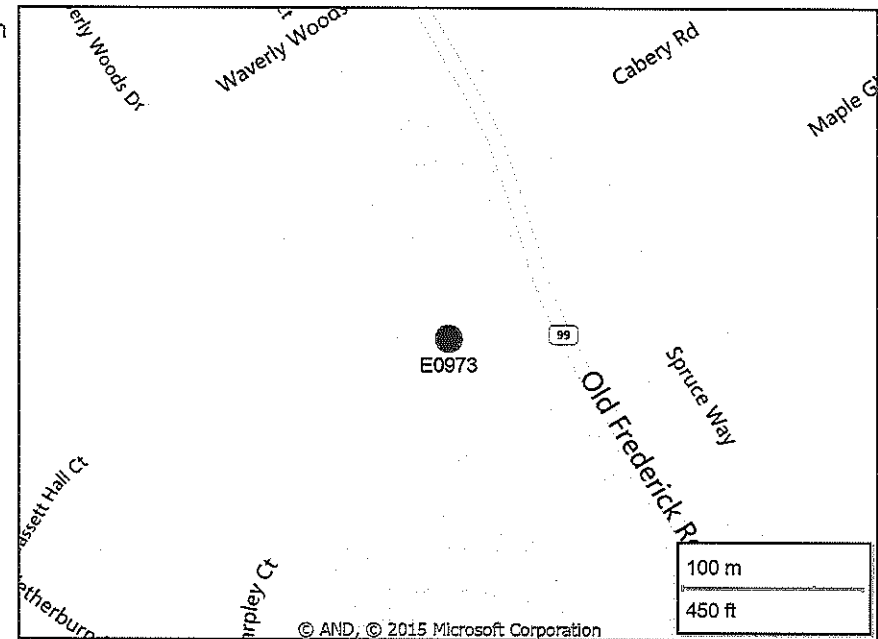 Woods Dr
Waverly Woods
Cabery Rd
Maple
99
E0973
Spruce Way
Old Frederick
Hall Ct
Ct
© AND, © 2015 Microsoft Corporation
100 m
450 ft